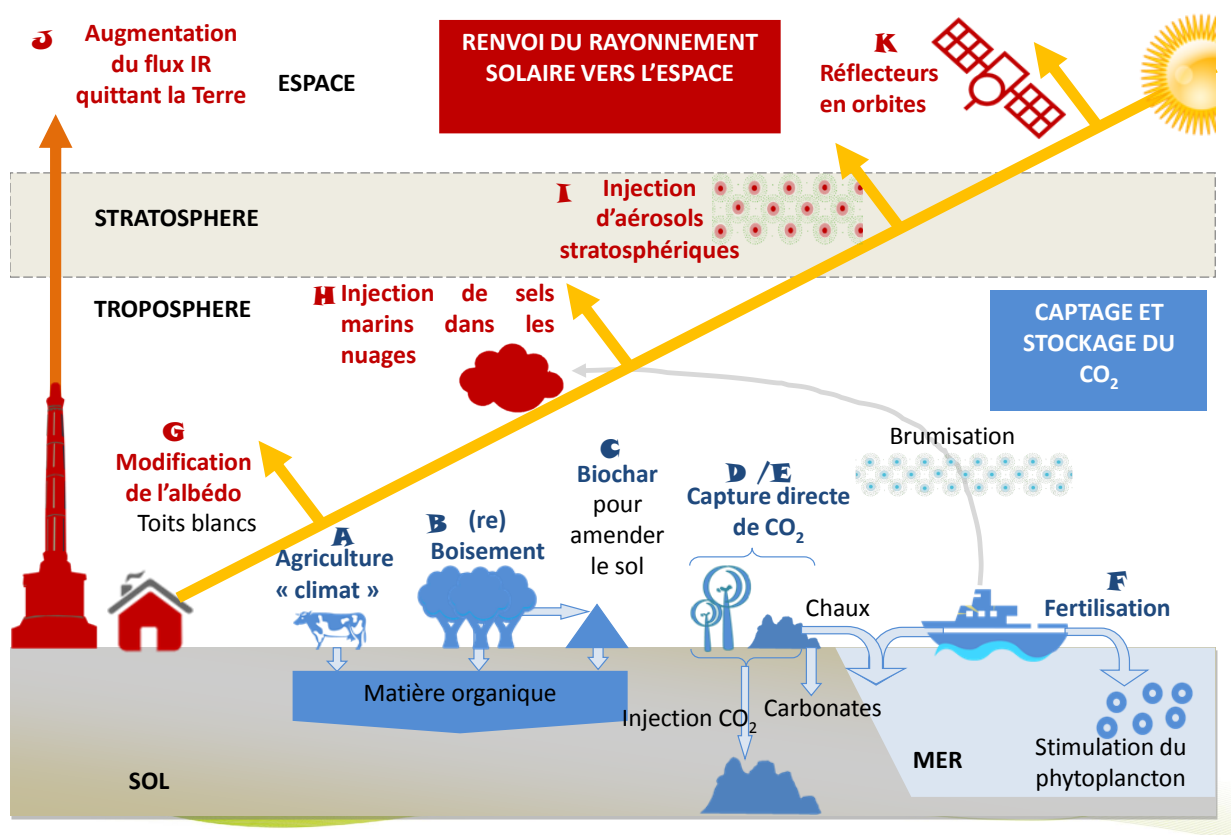 J Augmentation
du flux IR
quittant la Terre
ESPACE
RENVOI DU RAYONNEMENT
SOLAIRE VERS L’ESPACE
K
Réflecteurs
en orbites
STRATOSPHERE
I Injection
d’aérosols
stratosphériques
TROPOSPHERE
H Injection de sels
marins dans les
nuages
CAPTAGE ET
STOCKAGE DU
CO₂
G
Modification
de l’albédo
Toits blancs
A
Agriculture
« climat »
B (re)
Boisement
C
Biochar
pour
amender
le sol
D /E
Capture directe
de CO₂
Brumisation
Chaux
F
Fertilisation
Matière organique
Injection CO₂
Carbonates
SOL
MER
Stimulation du
phytoplancton